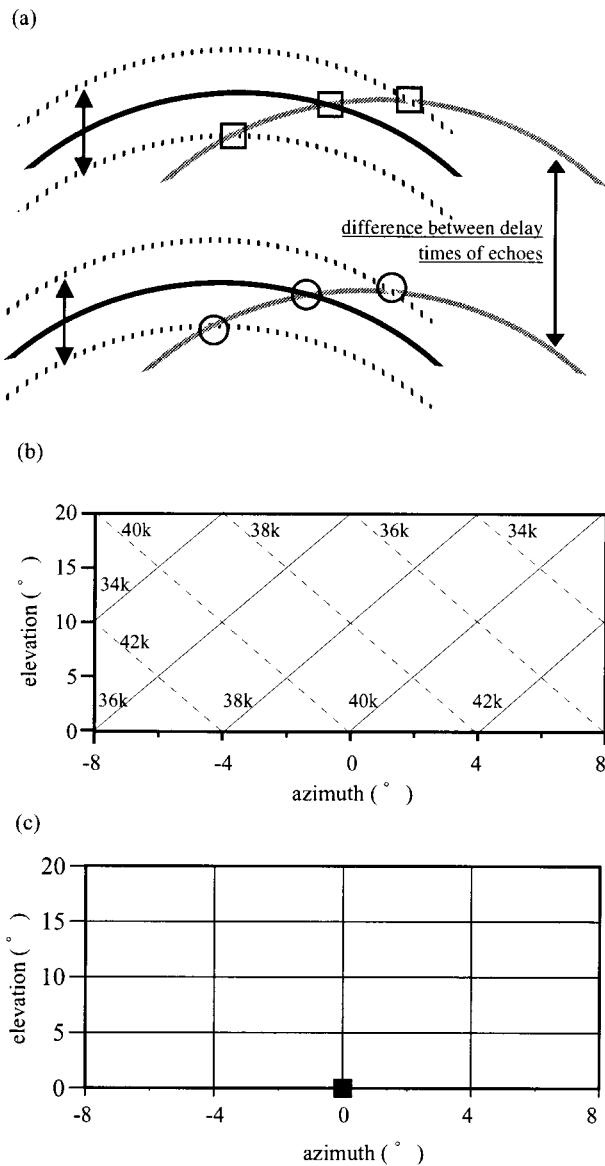 (a)
difference between delay
times of echoes
(b)
20
40k
38k
36k
34k
15
34k
elevation ( ° )
10
42k
5
36k
38k
40k
42k
0
-8
-4
0
4
8
azimuth ( ° )
(c)
20
15
elevation ( ° )
10
5
0
-8
-4
0
4
8
azimuth ( ° )